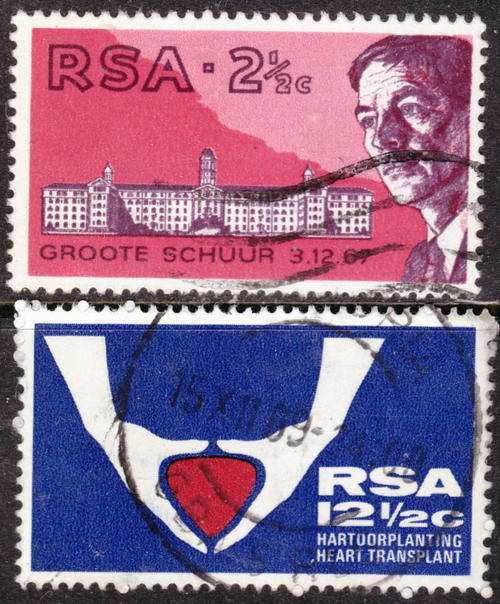 RSA · 2½c
GROOTE SCHUUR 3.12.67
15 XII 69-
RSA
12½c
HARTOORPLANTING
HEART TRANSPLANT